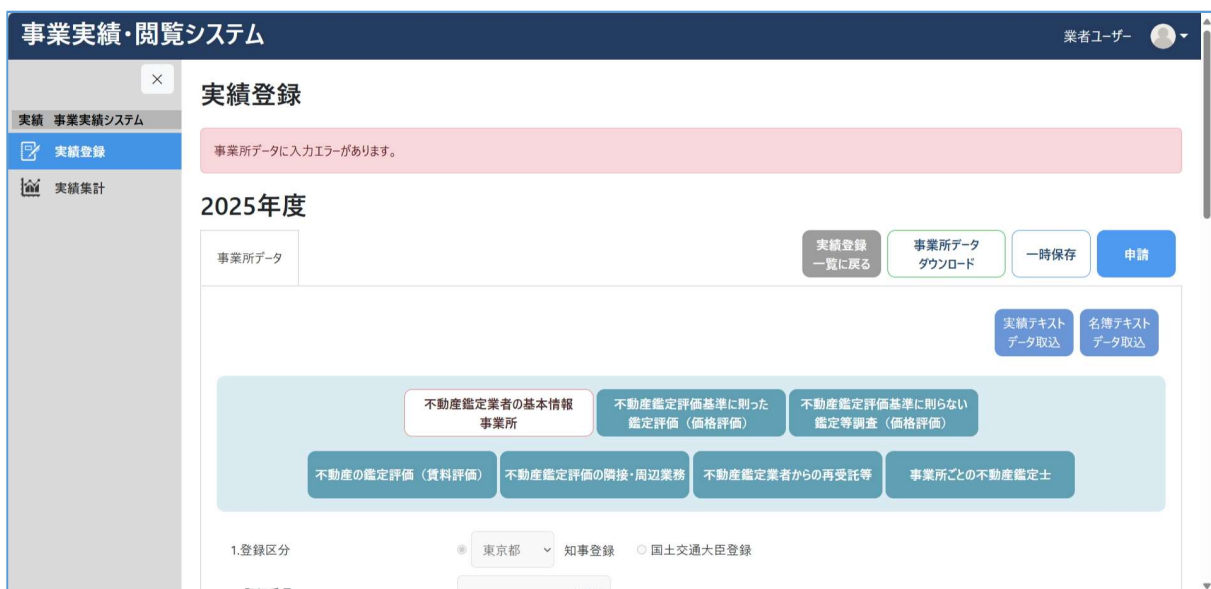 事業実績・閲覧システム
業者ユーザー
実績 事業実績システム
実績登録
実績集計
実績登録
事業所データに入力エラーがあります。
2025年度
事業所データ
実績登録
一覧に戻る
事業所データ
ダウンロード
一時保存
申請
実績テキスト
データ取込
名簿テキスト
データ取込
不動産鑑定業者の基本情報
事業所
不動産鑑定評価基準に則った
鑑定評価（価格評価）
不動産鑑定評価基準に則らない
鑑定等調査（価格評価）
不動産の鑑定評価（賃料評価）
不動産鑑定評価の隣接・周辺業務
不動産鑑定業者からの再受託等
事業所ごとの不動産鑑定士
1.登録区分
東京都
知事登録
国土交通大臣登録